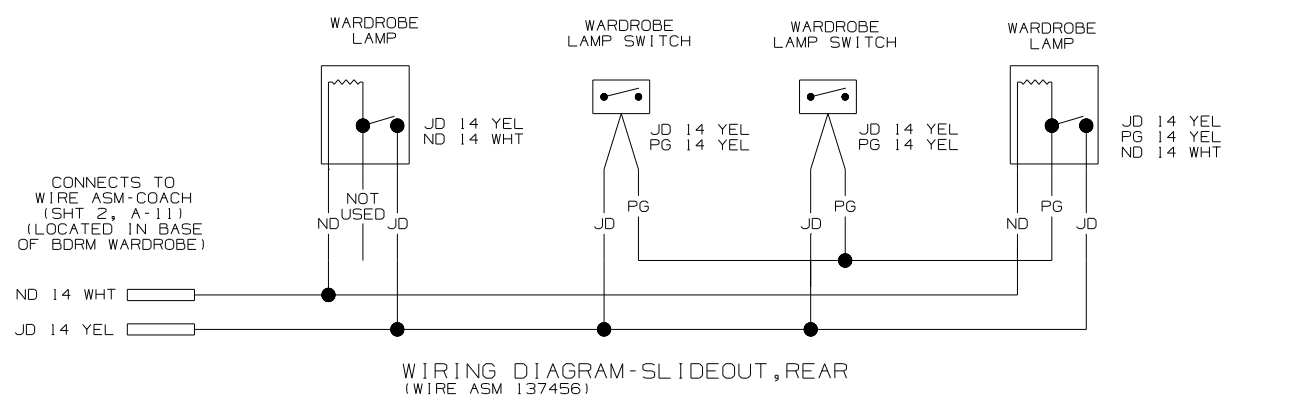 WARDROBE
LAMP
WARDROBE
LAMP SWITCH
WARDROBE
LAMP SWITCH
WARDROBE
LAMP
JD 14 YEL
ND 14 WHT
JD 14 YEL
PG 14 YEL
JD 14 YEL
PG 14 YEL
JD 14 YEL
PG 14 YEL
ND 14 WHT
CONNECTS TO
WIRE ASM-COACH
(SHT 2, A-11)
(LOCATED IN BASE
OF BDRM WARDROBE)
NOT
USED
ND
JD
JD
PG
JD
PG
ND
PG
JD
ND 14 WHT
JD 14 YEL
WIRING DIAGRAM-SLIDEOUT,REAR
(WIRE ASM 137456)